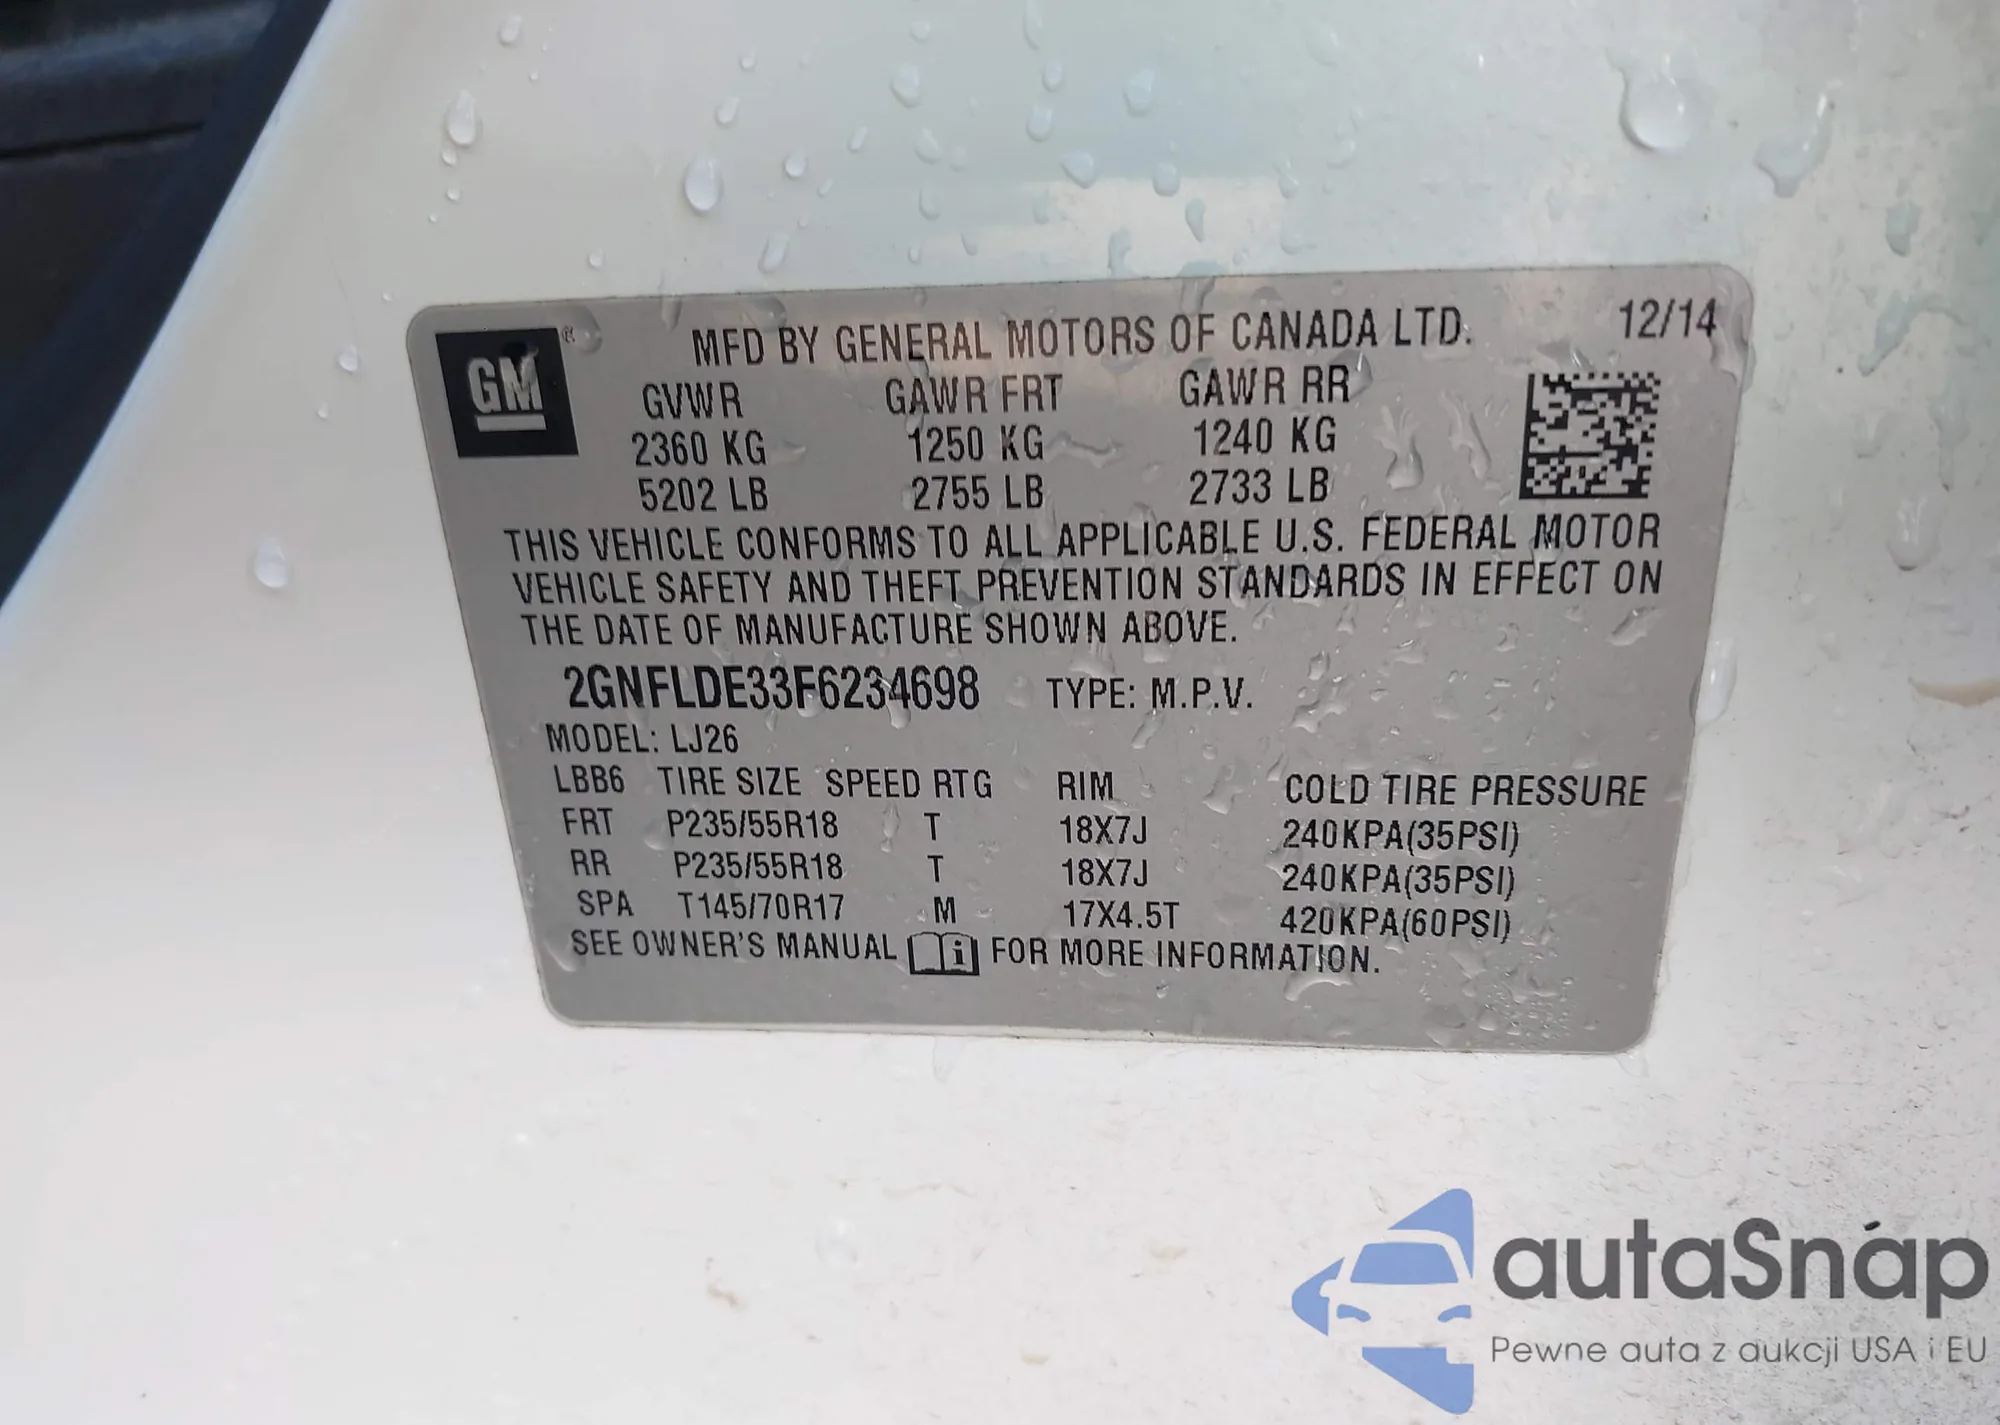 GM ®
MFD BY GENERAL MOTORS OF CANADA LTD. 12/14
GVWR GAWR FRT GAWR RR
2360 KG 1250 KG 1240 KG
5202 LB 2755 LB 2733 LB
THIS VEHICLE CONFORMS TO ALL APPLICABLE U.S. FEDERAL MOTOR
VEHICLE SAFETY AND THEFT PREVENTION STANDARDS IN EFFECT ON
THE DATE OF MANUFACTURE SHOWN ABOVE.
2GNFLDE33F6234698 TYPE: M.P.V.
MODEL: LJ26
LBB6 TIRE SIZE SPEED RTG RIM COLD TIRE PRESSURE
FRT P235/55R18 T 18X7J 240KPA(35PSI)
RR P235/55R18 T 18X7J 240KPA(35PSI)
SPA T145/70R17 M 17X4.5T 420KPA(60PSI)
SEE OWNER'S MANUAL i FOR MORE INFORMATION.
autaSnap
Pewne auta z aukcji USA i EU